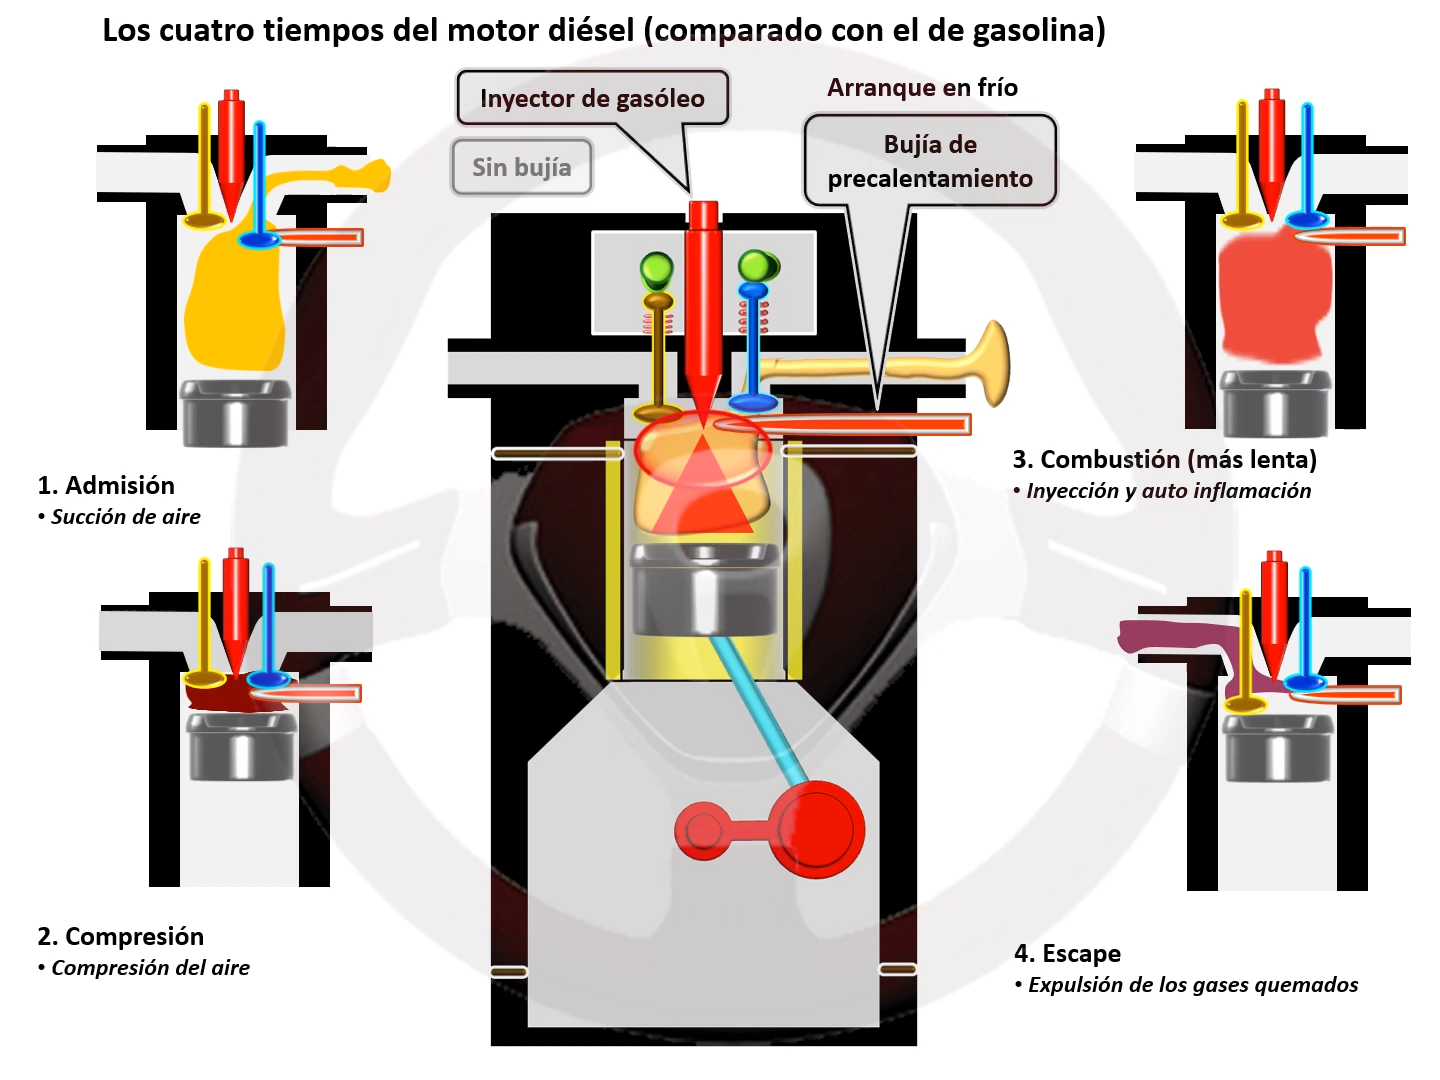 Los cuatro tiempos del motor diésel (comparado con el de gasolina)
Inyector de gasóleo
Sin bujía
Arranque en frío
Bujía de
precalentamiento
1. Admisión
• Succión de aire
2. Compresión
• Compresión del aire
3. Combustión (más lenta)
• Inyección y auto inflamación
4. Escape
• Expulsión de los gases quemados